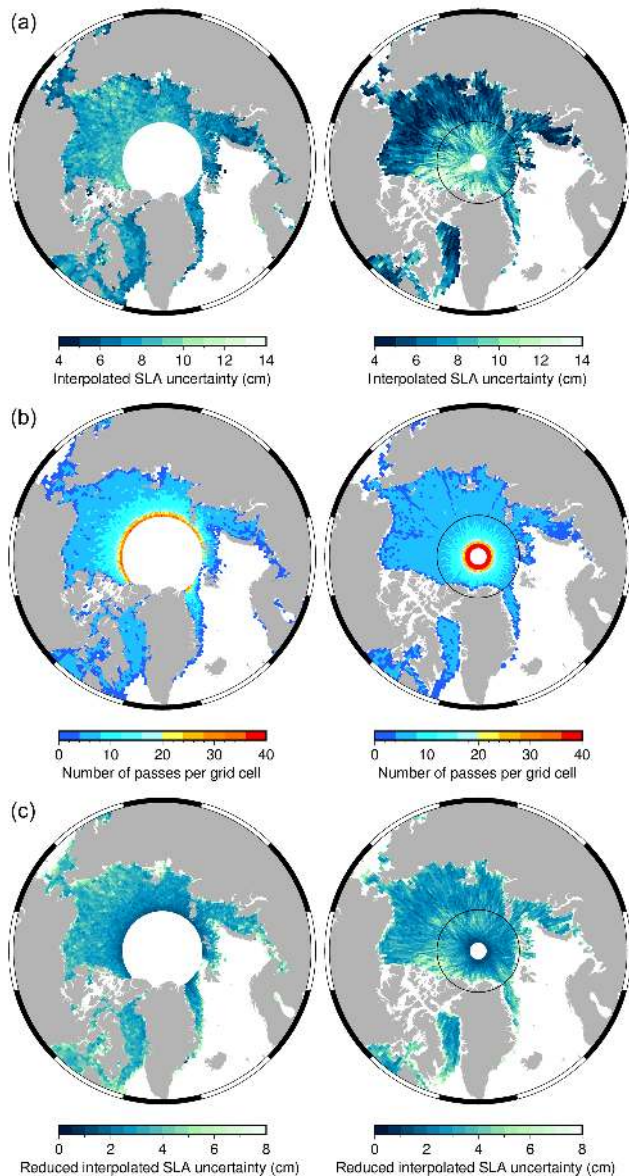 (a)
4 6 8 10 12 14
Interpolated SLA uncertainty (cm)
4 6 8 10 12 14
Interpolated SLA uncertainty (cm)
(b)
0 10 20 30 40
Number of passes per grid cell
0 10 20 30 40
Number of passes per grid cell
(c)
0 2 4 6 8
Reduced interpolated SLA uncertainty (cm)
0 2 4 6 8
Reduced interpolated SLA uncertainty (cm)